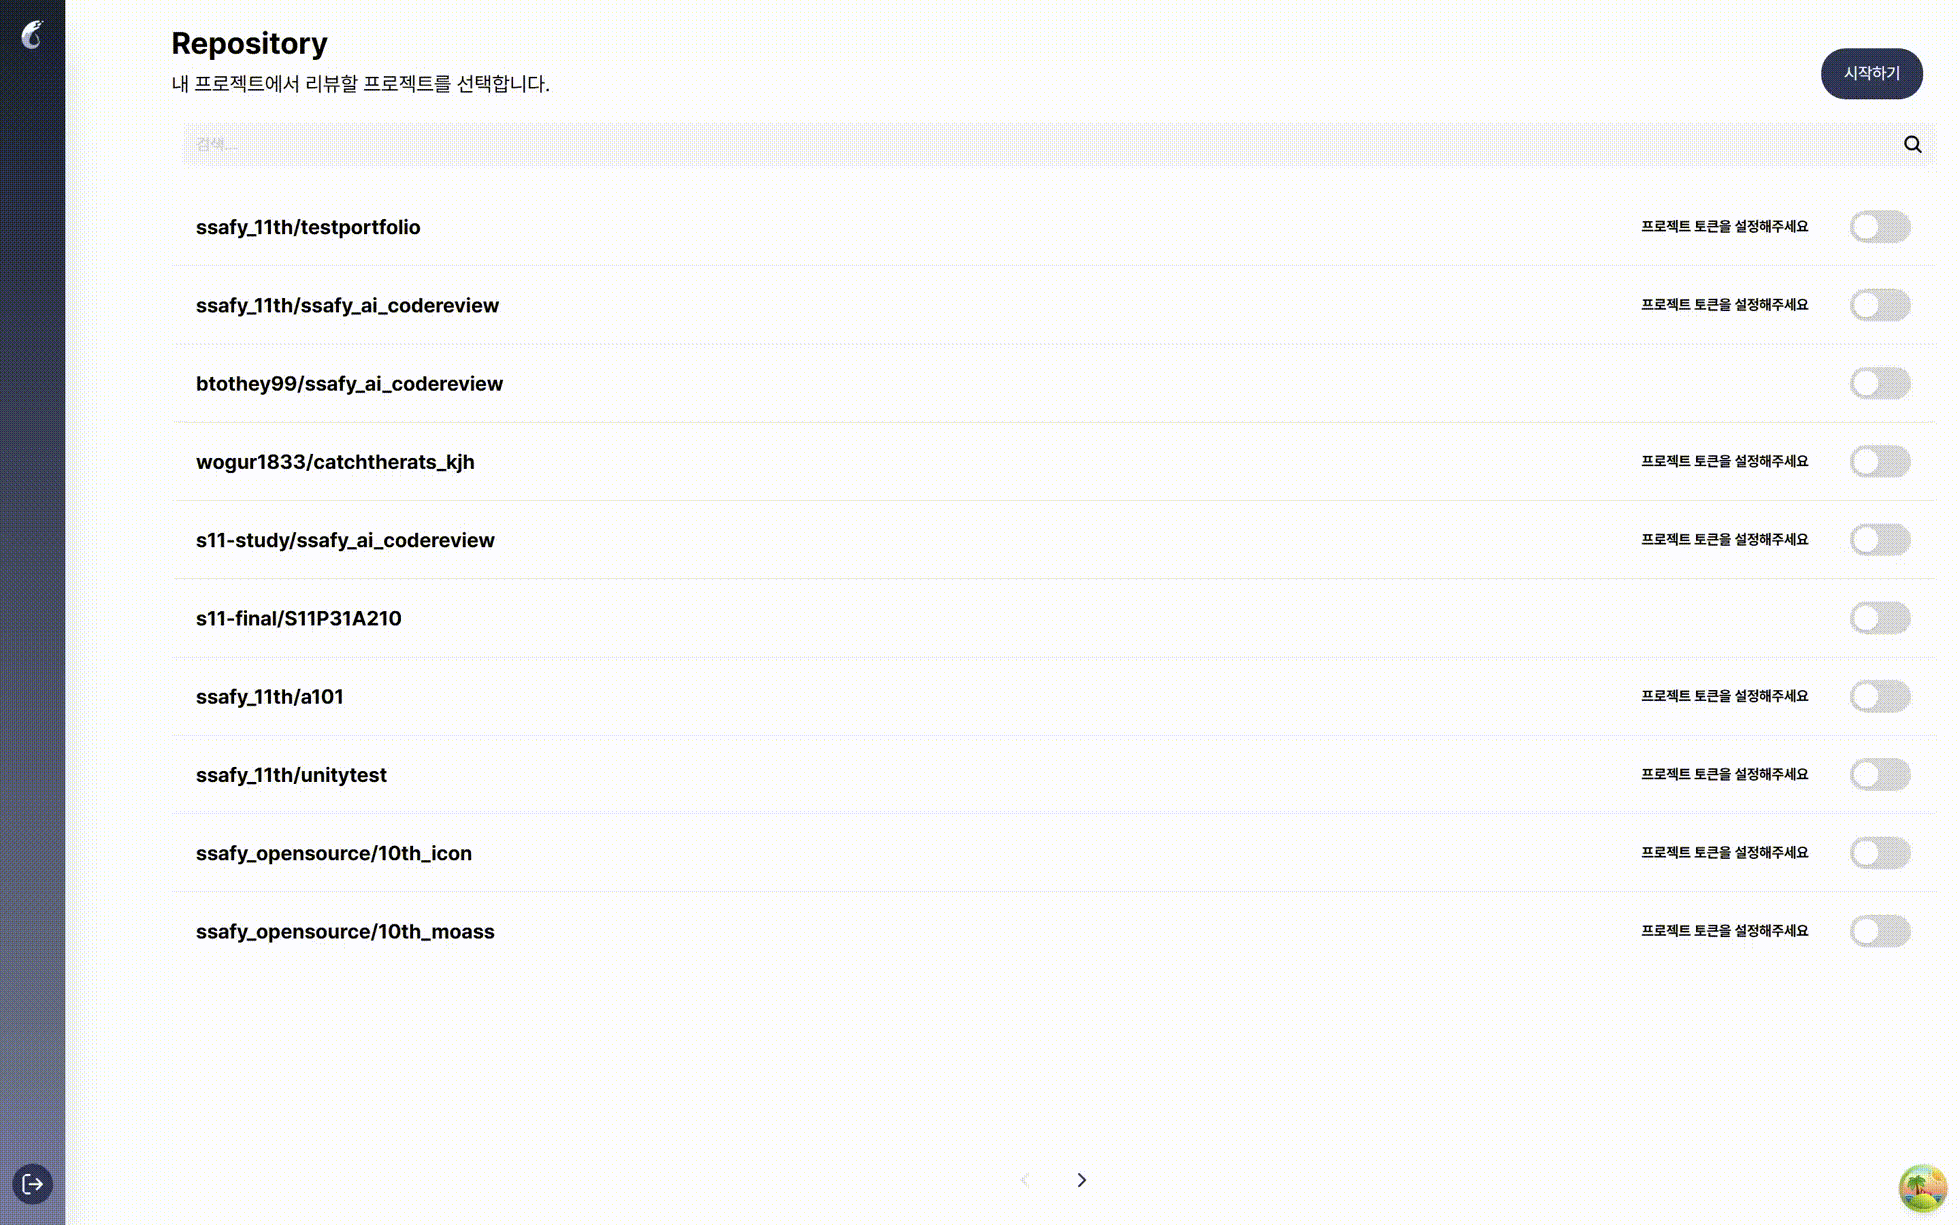 Repository
내 프로젝트에서 리뷰할 프로젝트를 선택합니다.
시작하기
검색...
ssafy_11th/testportfolio 프로젝트 토큰을 설정해주세요
ssafy_11th/ssafy_ai_codereview 프로젝트 토큰을 설정해주세요
btothey99/ssafy_ai_codereview
wogur1833/catchtherats_kjh 프로젝트 토큰을 설정해주세요
s11-study/ssafy_ai_codereview 프로젝트 토큰을 설정해주세요
s11-final/S11P31A210
ssafy_11th/a101 프로젝트 토큰을 설정해주세요
ssafy_11th/unitytest 프로젝트 토큰을 설정해주세요
ssafy_opensource/10th_icon 프로젝트 토큰을 설정해주세요
ssafy_opensource/10th_moass 프로젝트 토큰을 설정해주세요